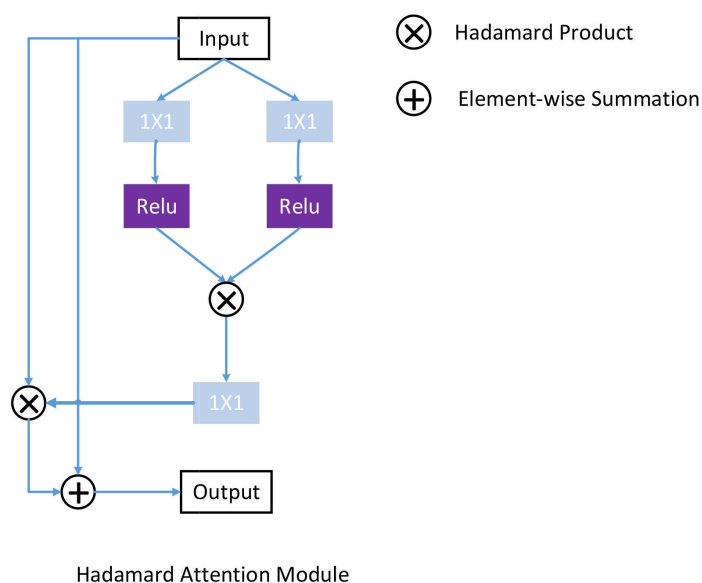 Input
Hadamard Product
Element-wise Summation
1X1
1X1
Relu
Relu
1X1
Output
Hadamard Attention Module